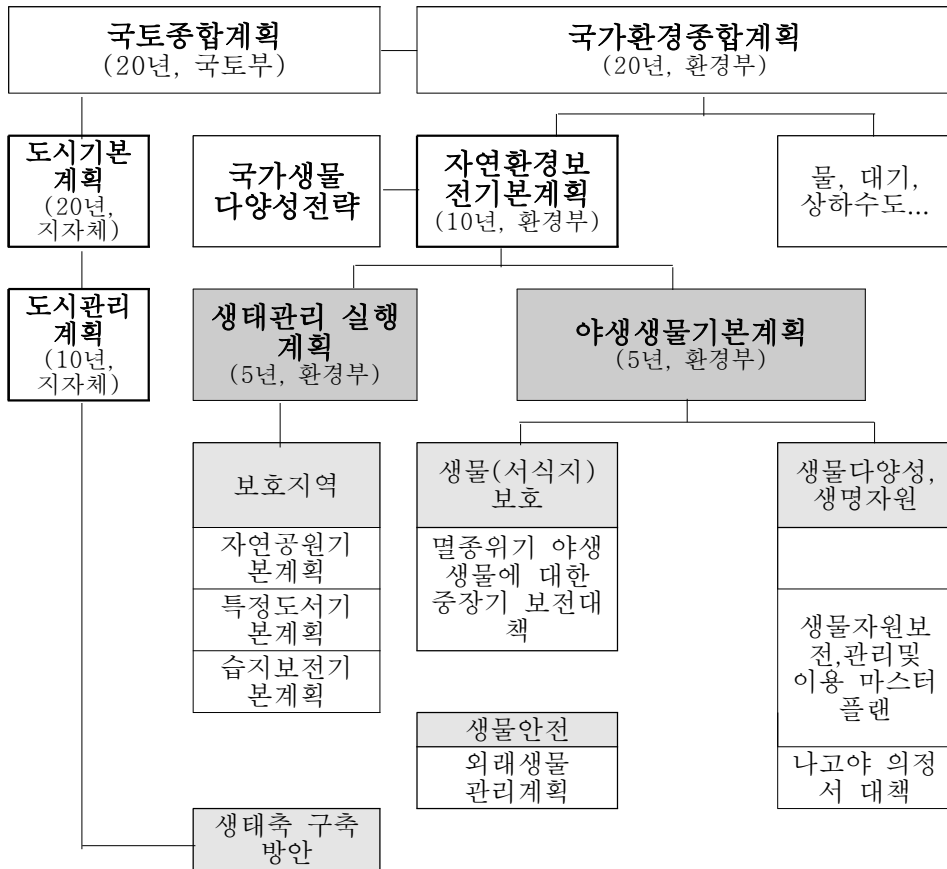 국토종합계획
(20년, 국토부)
국가환경종합계획
(20년, 환경부)
도시기본
계획
(20년,
지자체)
국가생물
다양성전략
자연환경보
전기본계획
(10년, 환경부)
물, 대기,
상하수도...
도시관리
계획
(10년,
지자체)
생태관리 실행
계획
(5년, 환경부)
야생생물기본계획
(5년, 환경부)
보호지역
자연공원기
본계획
특정도서기
본계획
습지보전기
본계획
생물(서식지)
보호
멸종위기 야생
생물에 대한
중장기 보전대
책
생물다양성,
생명자원
생물자원보
전,관리및
이용 마스터
플랜
나고야 의정
서 대책
생물안전
외래생물
관리계획
생태축 구축
방안